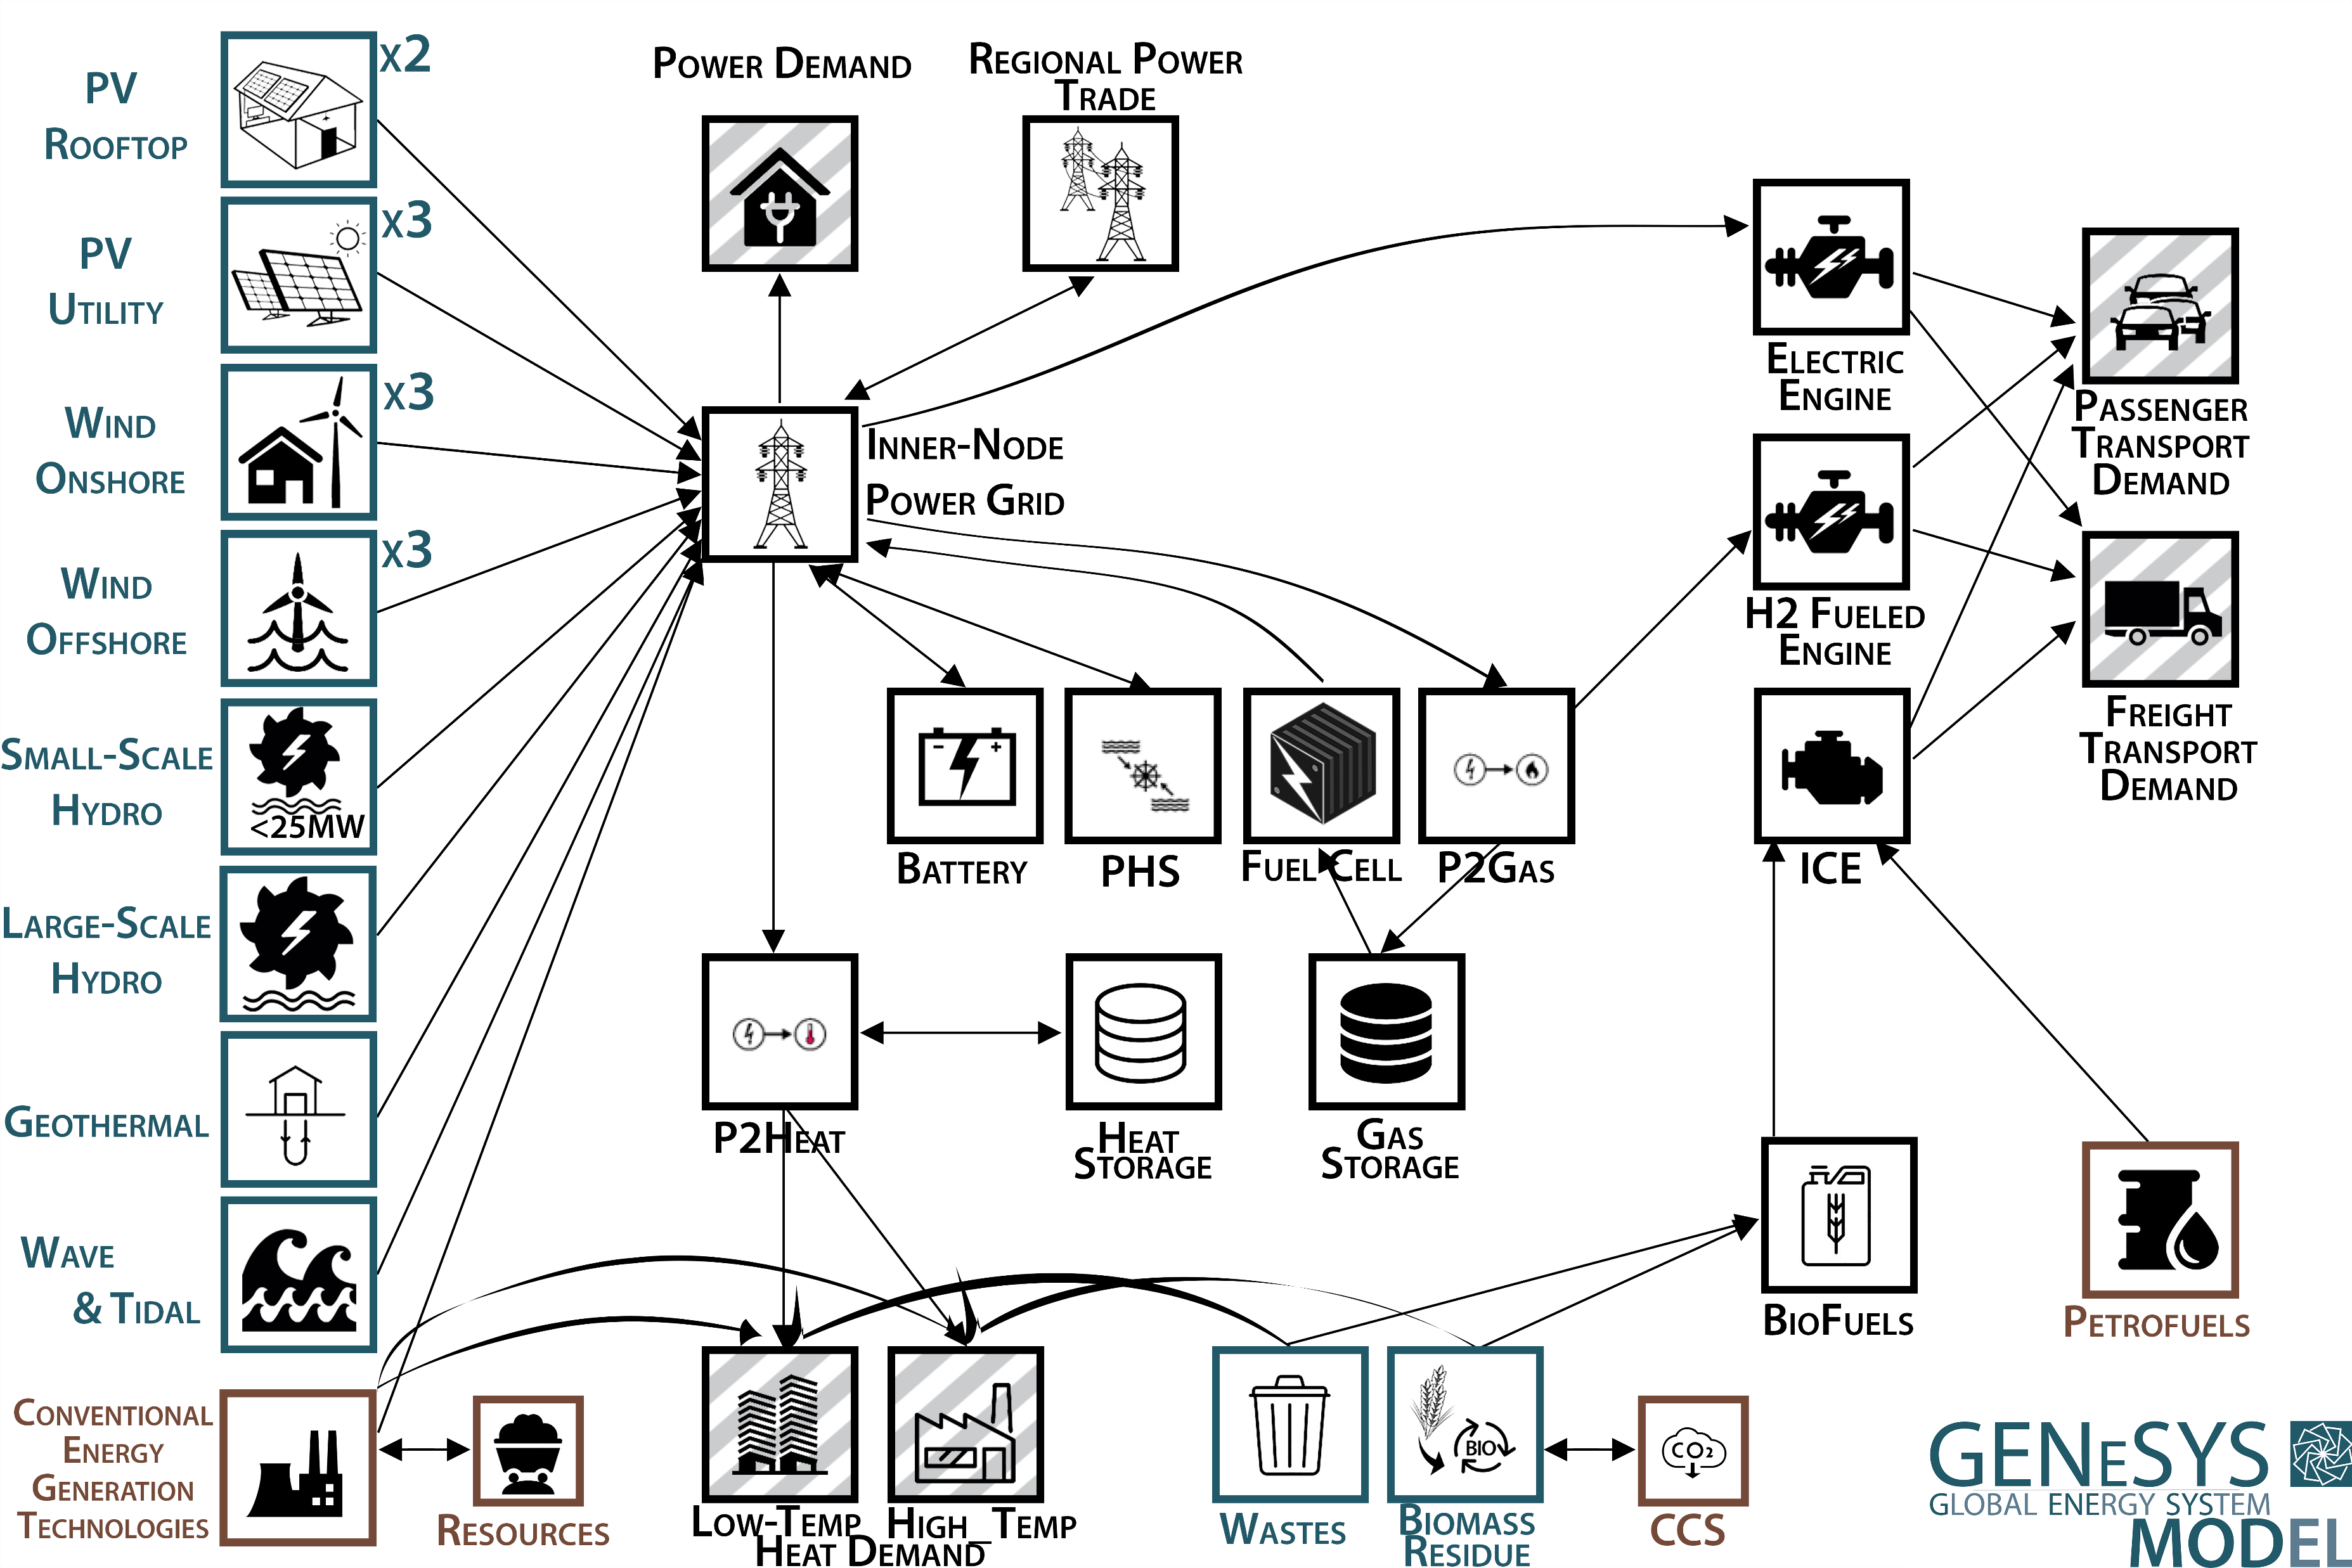 PV
Rooftop
x2
PV
Utility
x3
Wind
Onshore
x3
Wind
Offshore
x3
Small-Scale
Hydro
<25MW
Large-Scale
Hydro
Geothermal
Wave
& Tidal
Conventional
Energy
Generation
Technologies
Resources
Power Demand
Regional Power
Trade
Inner-Node
Power Grid
- +
Battery
PHS
Fuel Cell
P2Gas
P2Heat
Heat
Storage
Gas
Storage
Electric
Engine
H2 Fueled
Engine
ICE
Passenger
Transport
Demand
Freight
Transport
Demand
BioFuels
Petrofuels
Low-Temp
High_Temp
Heat Demand
Wastes
BIO
Biomass
Residue
CO2
CCS
GENeSYS
GLOBAL ENERGY SYSTEM
MODEL